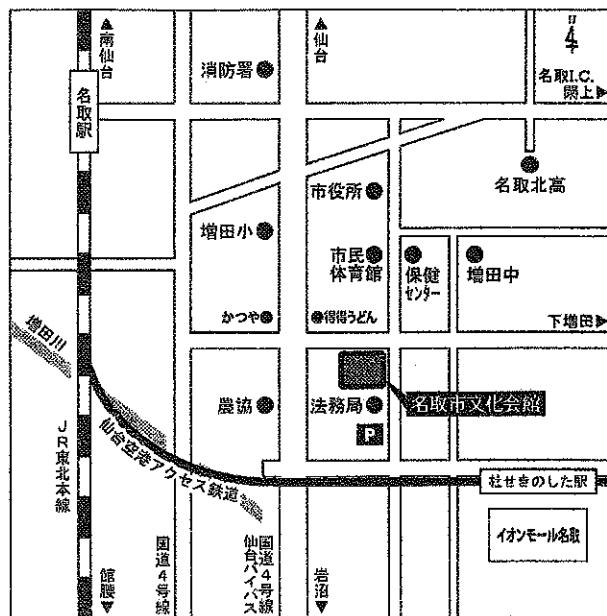 ▲南仙台
▲仙台
消防署
名取I.C.
閖上▶
名取駅
名取北高
市役所
増田小
市民
体育館
保健
センター
増田中
かつや
得得うどん
下増田▶
増田川
農協
法務局
名取市文化会館
P
JR東北本線
仙台空港アクセス鉄道
杜せきのした駅
イオンモール名取
館腰▼
国道4号線
国道4号線
仙台バイパス
岩沼▼